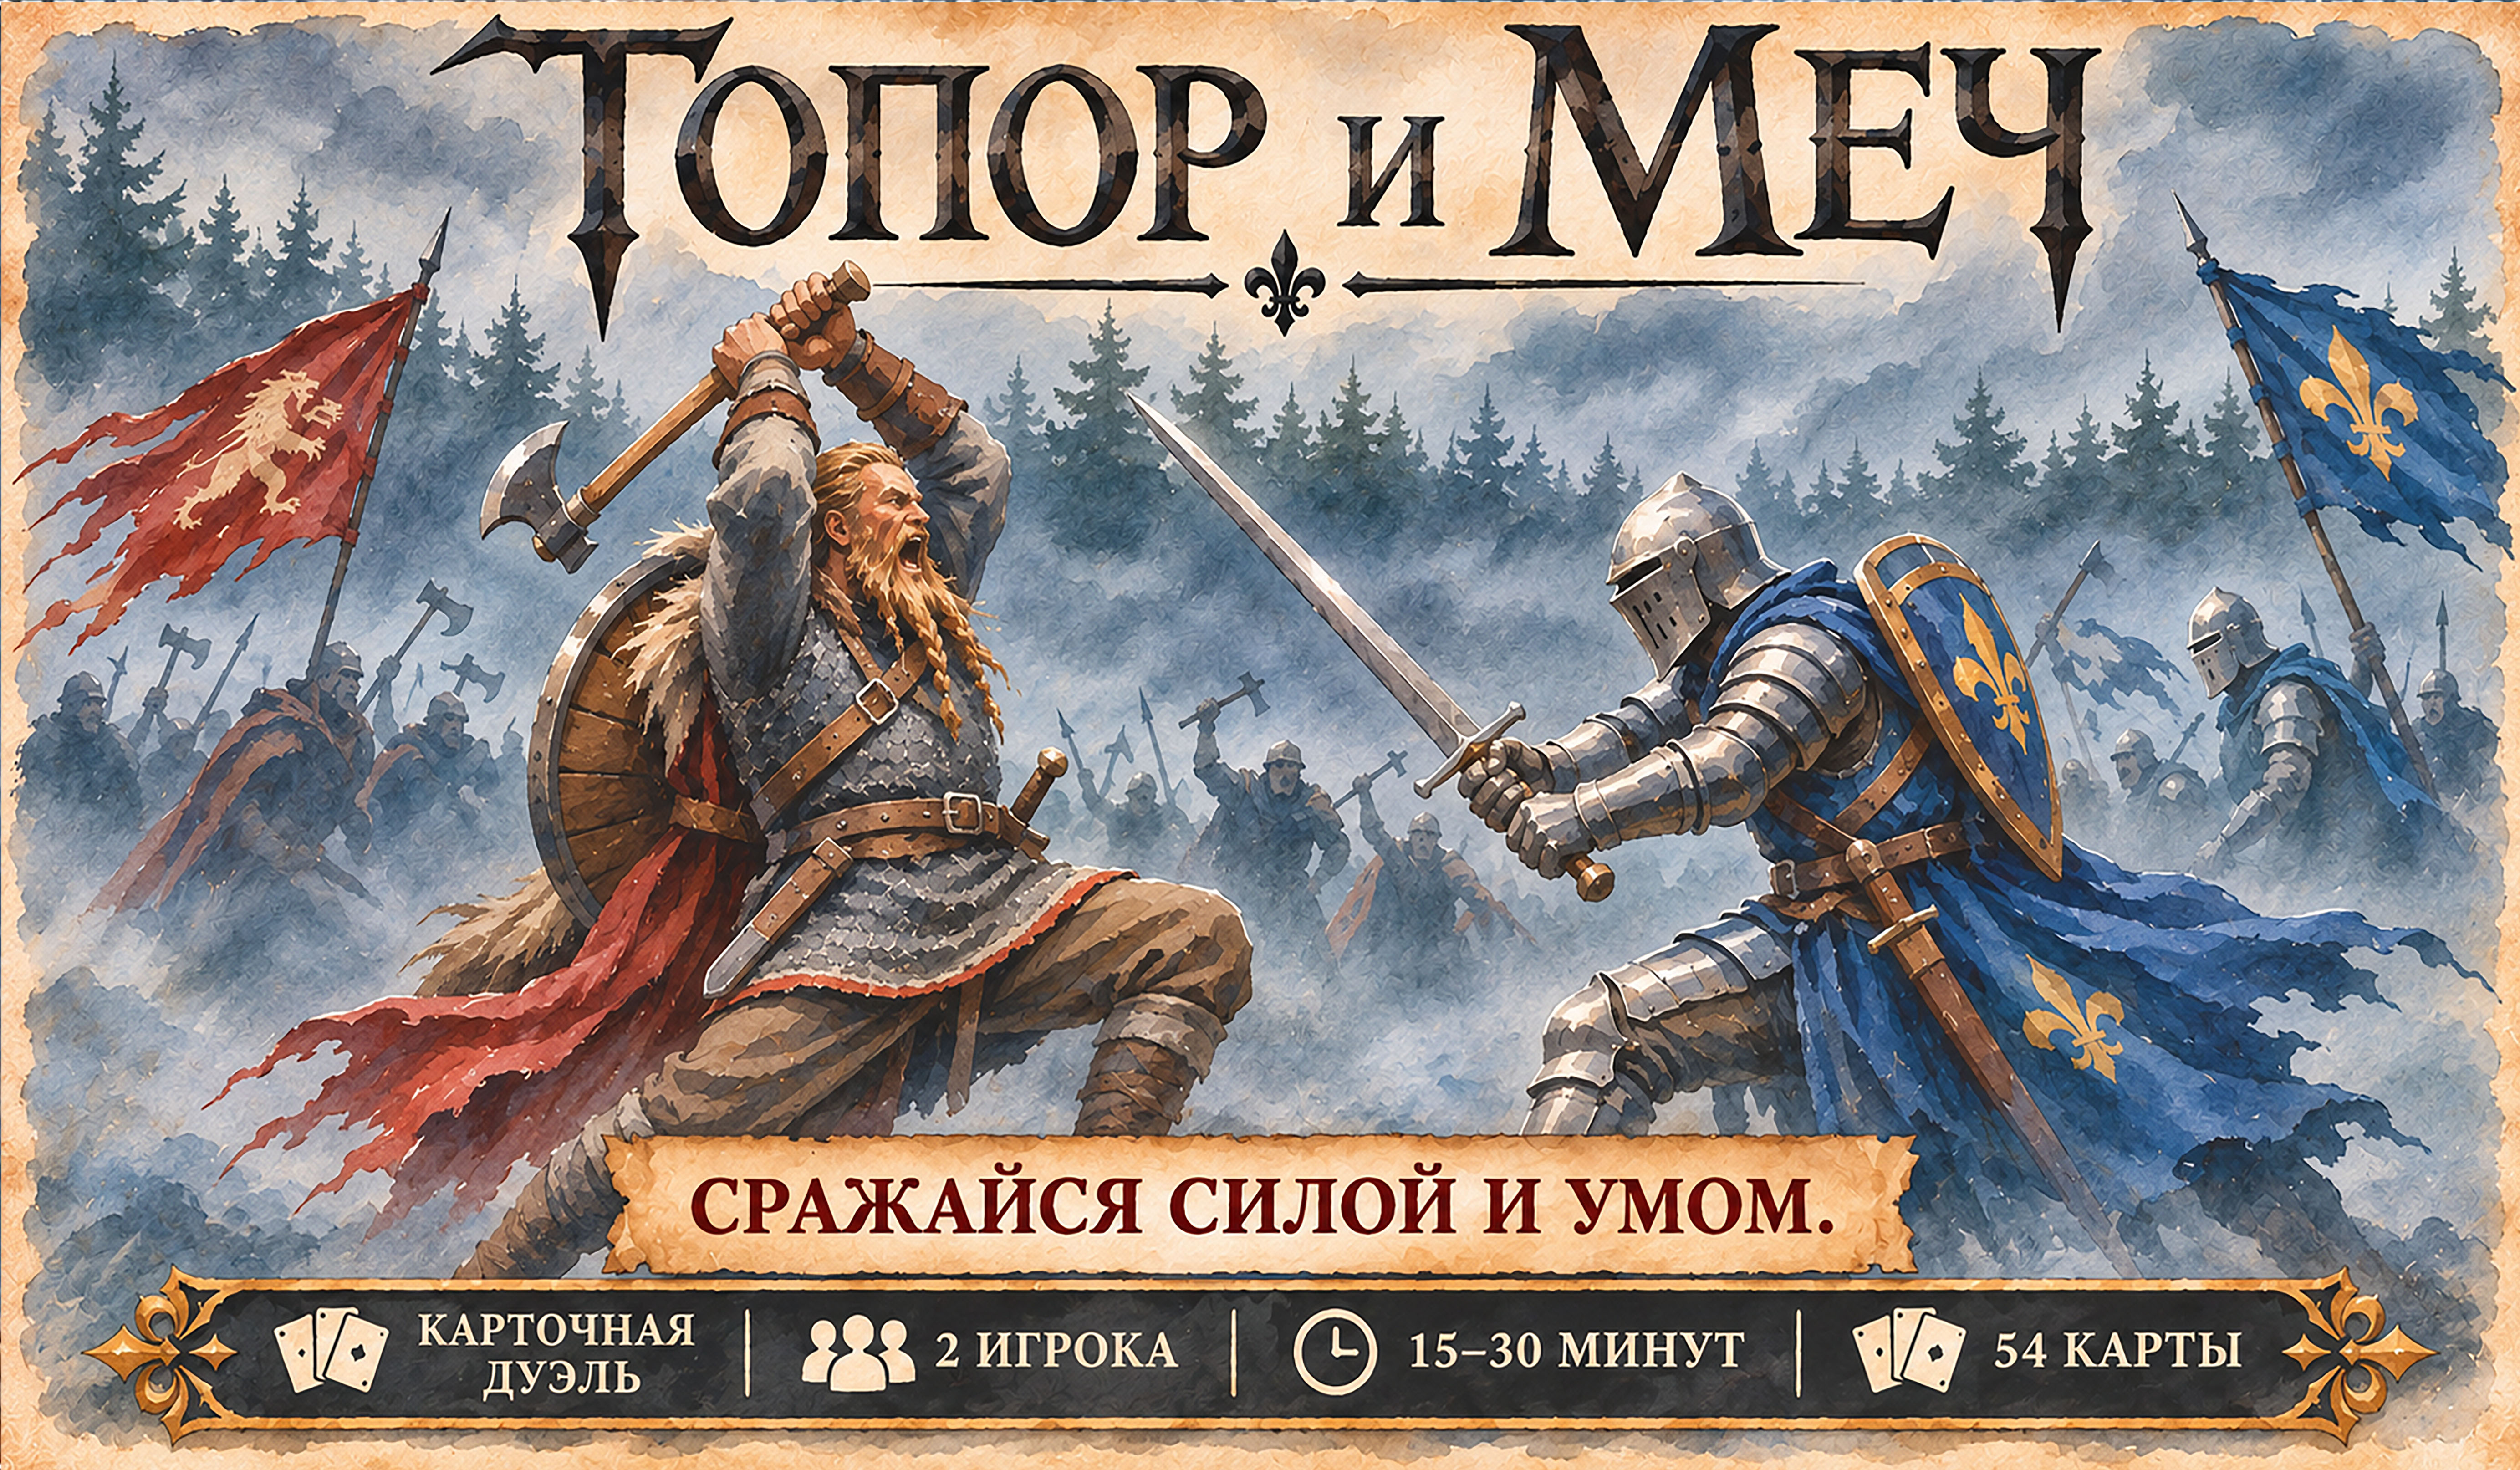 Топор и Меч
СРАЖАЙСЯ СИЛОЙ И УМОМ.
КАРТОЧНАЯ
ДУЭЛЬ
2 ИГРОКА
15–30 МИНУТ
54 КАРТЫ